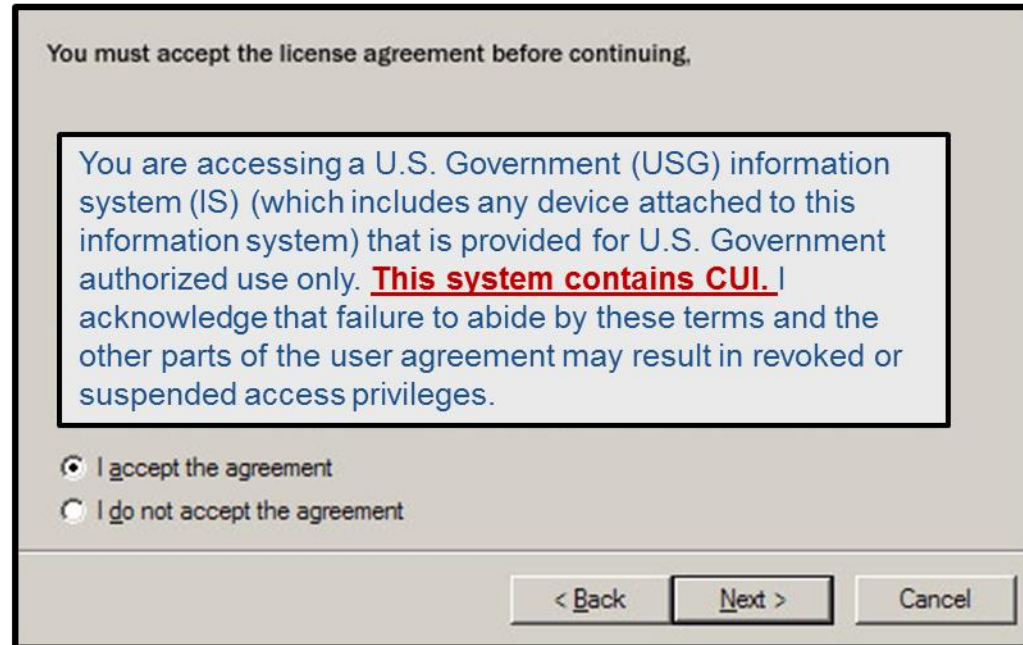 You must accept the license agreement before continuing,
You are accessing a U.S. Government (USG) information
system (IS) (which includes any device attached to this
information system) that is provided for U.S. Government
authorized use only. This system contains CUI. I
acknowledge that failure to abide by these terms and the
other parts of the user agreement may result in revoked or
suspended access privileges.
I accept the agreement
I do not accept the agreement
< Back Next > Cancel